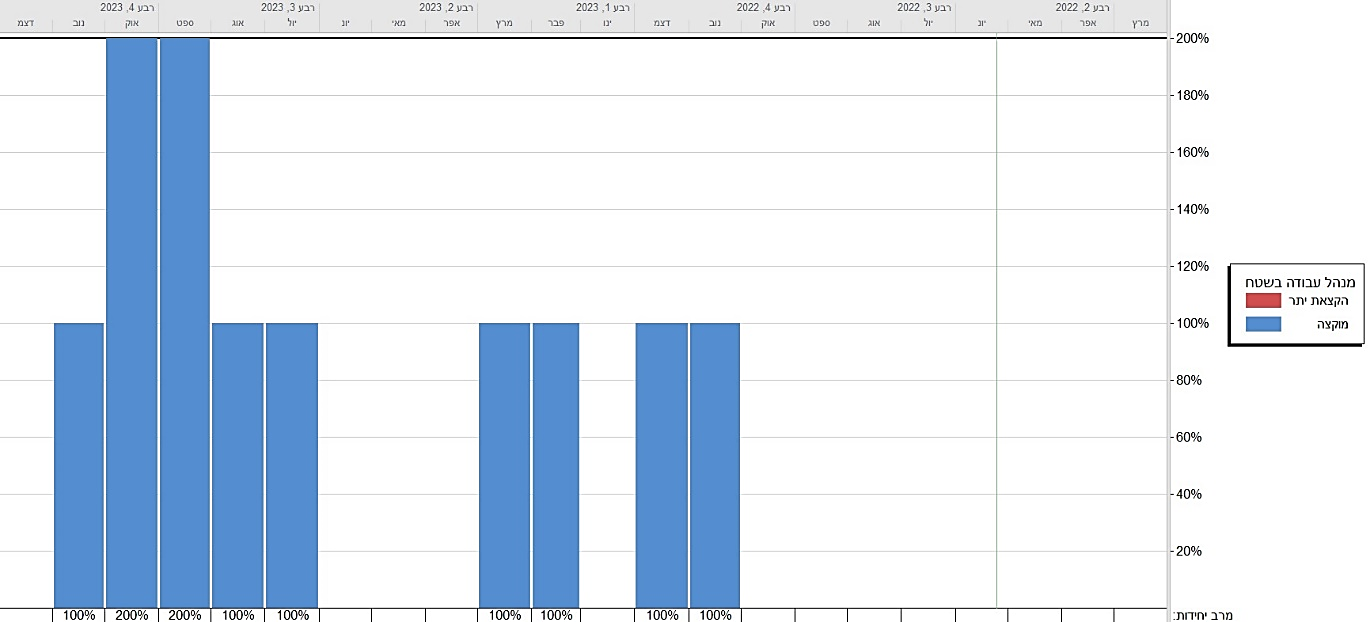 רבע 2, 2022 רבע 3, 2022 רבע 4, 2022 רבע 1, 2023 רבע 2, 2023 רבע 3, 2023 רבע 4, 2023
מרץ אפר מאי יונ יול אוג ספט אוק נוב דצמ ינו פבר מרץ אפר מאי יונ יול אוג ספט אוק נוב דצמ
200%
180%
160%
140%
120%
100%
80%
60%
40%
20%
מנהל עבודה בשטח
הקצאת יתר
מוקצה
מרב יחידות: 100% 100% 100% 100% 100% 100% 200% 200% 100%